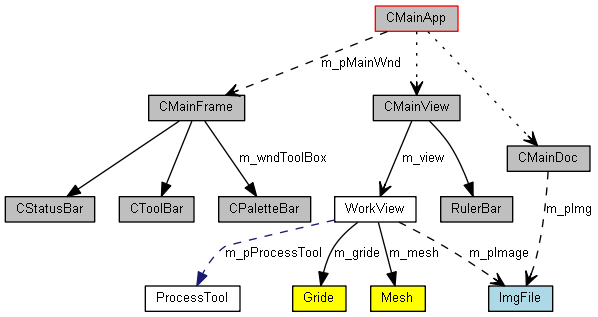 CMainApp
m_pMainWnd
CMainFrame
CMainView
m_wndToolBox
m_view
CMainDoc
CStatusBar
CToolBar
CPaletteBar
WorkView
RulerBar
m_pImg
m_pProcessTool
m_gride
m_mesh
m_pImage
ProcessTool
Gride
Mesh
ImgFile